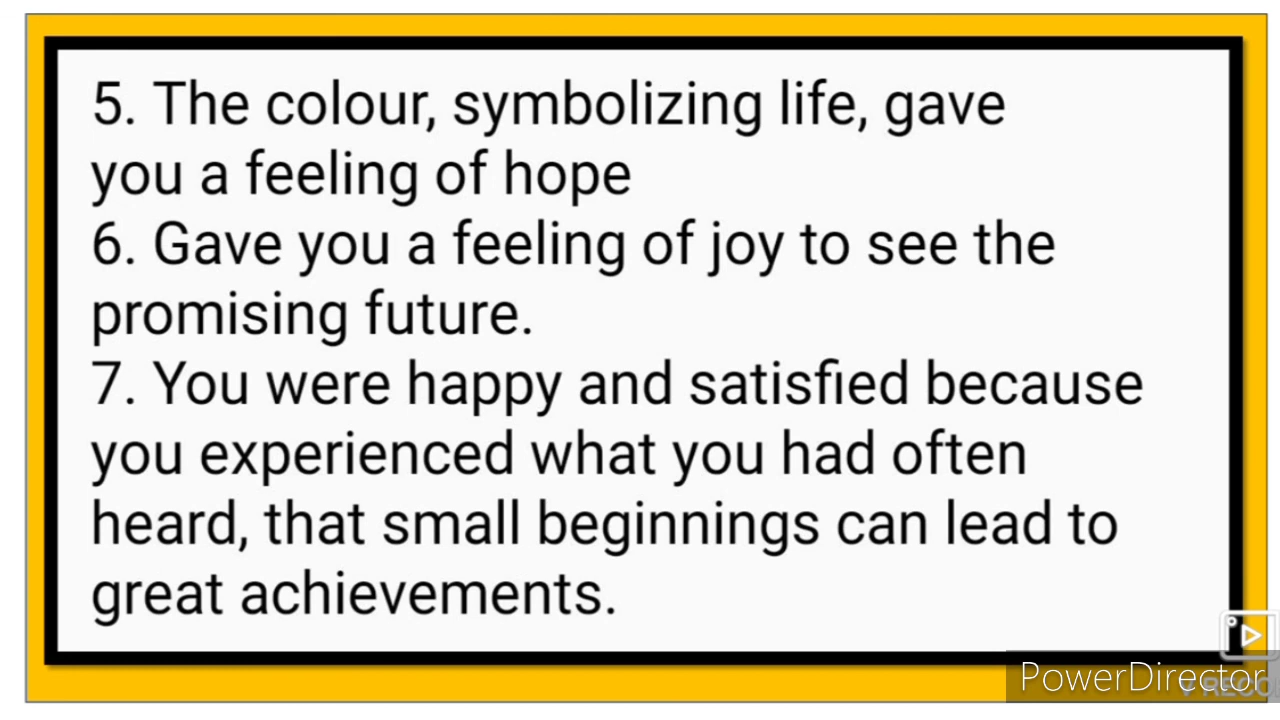 5. The colour, symbolizing life, gave
you a feeling of hope
6. Gave you a feeling of joy to see the
promising future.
7. You were happy and satisfied because
you experienced what you had often
heard, that small beginnings can lead to
great achievements.
PowerDirector